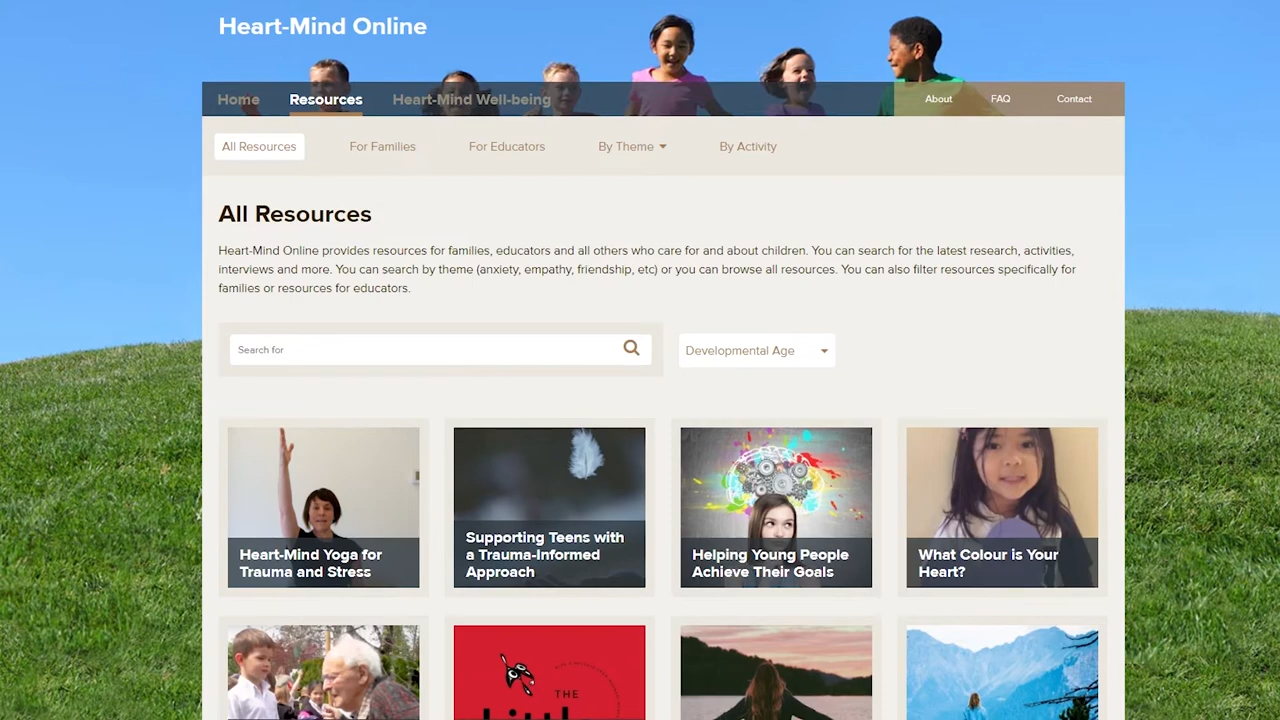 Heart-Mind Online
Home Resources Heart-Mind Well-being About FAQ Contact
All Resources For Families For Educators By Theme By Activity
All Resources
Heart-Mind Online provides resources for families, educators and all others who care for and about children. You can search for the latest research, activities,
interviews and more. You can search by theme (anxiety, empathy, friendship, etc) or you can browse all resources. You can also filter resources specifically for
families or resources for educators.
Search for
Developmental Age
Heart-Mind Yoga for
Trauma and Stress
Supporting Teens with
a Trauma-Informed
Approach
Helping Young People
Achieve Their Goals
What Colour is Your
Heart?
THE